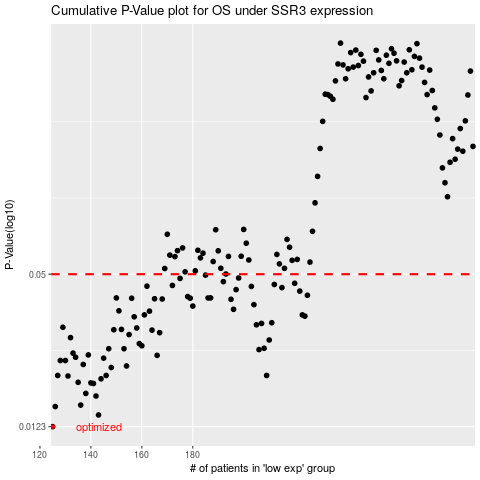 Cumulative P-Value plot for OS under SSR3 expression
P-Value(log10)
0.05
0.0123
optimized
120 140 160 180
# of patients in 'low exp' group